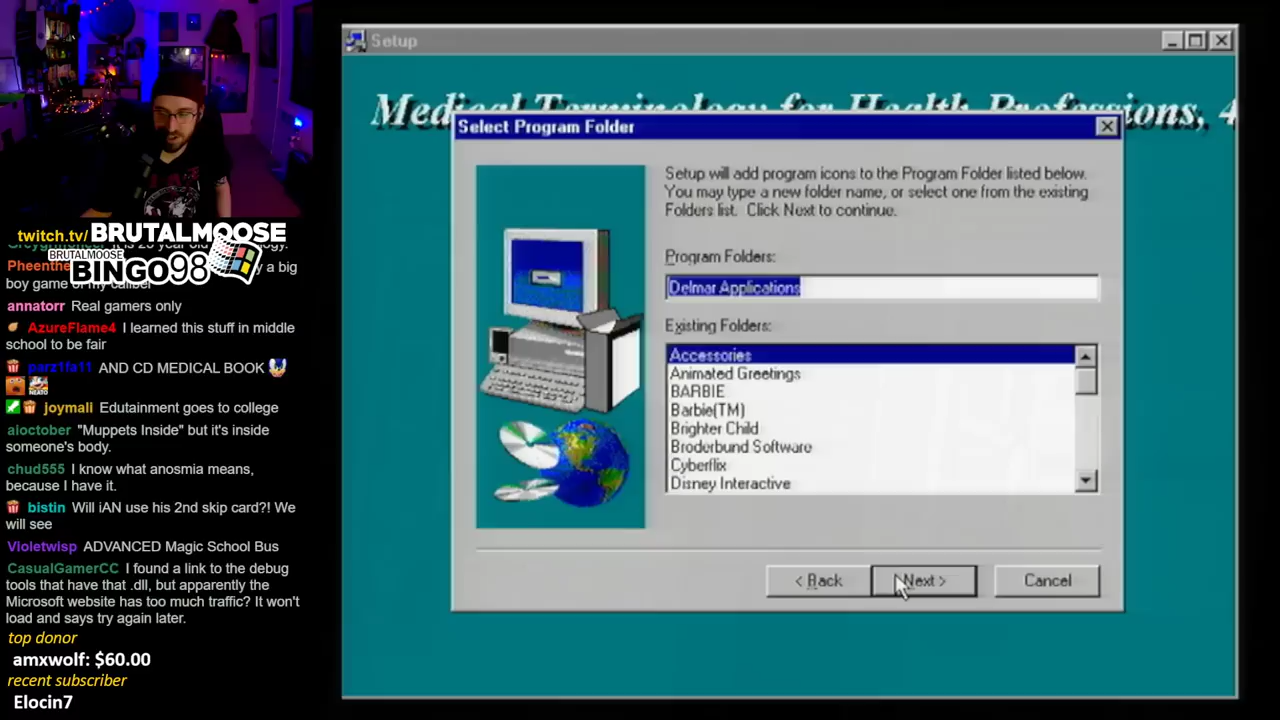 twitch.tv/BRUTALMOOSE
BRUTALMOOSE
BINGO98
y a big
boy game of my caliber
annatorr Real gamers only
AzureFlame4 I learned this stuff in middle
school to be fair
parz1fa11 AND CD MEDICAL BOOK
joymali Edutainment goes to college
aioctober "Muppets Inside" but it's inside
someone's body.
chud555 I know what anosmia means,
because I have it.
bistin Will iAN use his 2nd skip card?! We
will see
Violetwisp ADVANCED Magic School Bus
CasualGamerCC I found a link to the debug
tools that have that .dll, but apparently the
Microsoft website has too much traffic? It won't
load and says try again later.
top donor
amxwolf: $60.00
recent subscriber
Elocin7
Setup
Medical Terminology for Health Professions, 4
Select Program Folder
Setup will add program icons to the Program Folder listed below.
You may type a new folder name, or select one from the existing
Folders list. Click Next to continue.
Program Folders:
Delmar Applications
Existing Folders:
Accessories
Animated Greetings
BARBIE
Barbie(TM)
Brighter Child
Broderbund Software
Cyberflix
Disney Interactive
< Back
Next >
Cancel